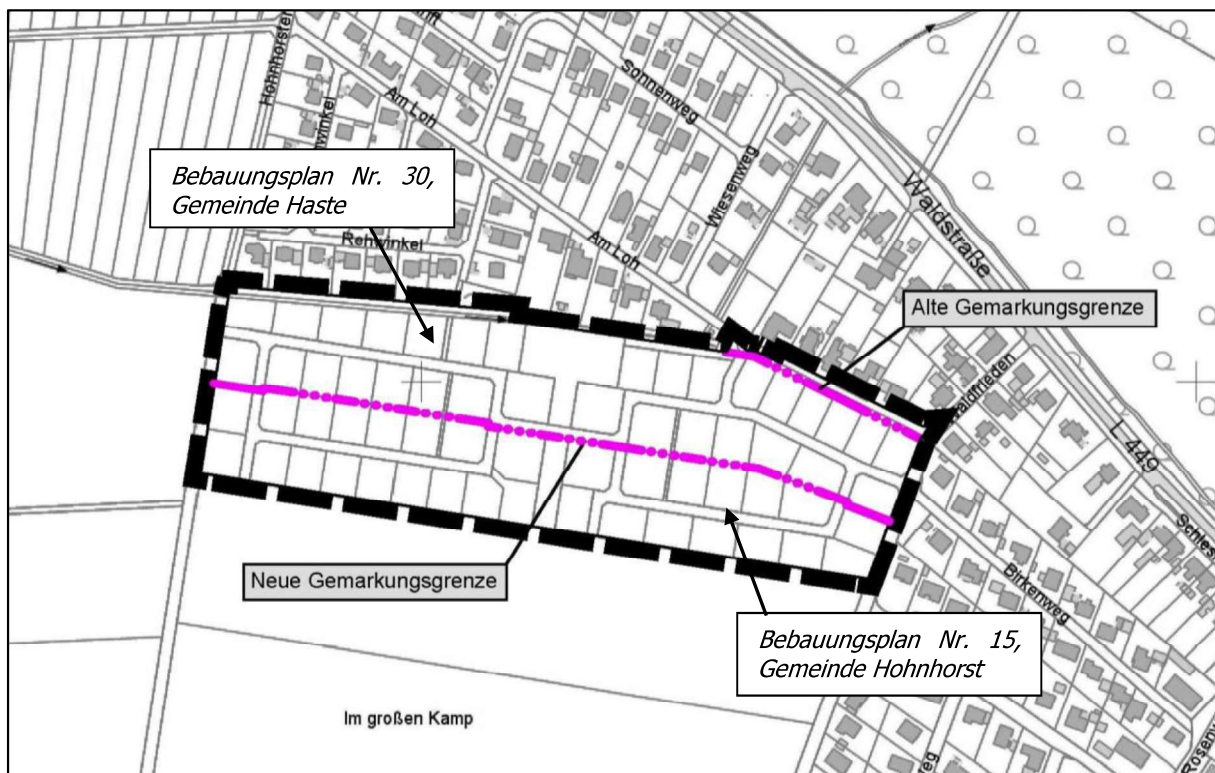 Hohnhorster
Am Loh
Sonnenweg
Wiesenweg
Bebauungsplan Nr. 30,
Gemeinde Haste
Rehwinkel
Am Loh
Waldstraße
Alte Gemarkungsgrenze
L 449
Neue Gemarkungsgrenze
Birkenweg
Bebauungsplan Nr. 15,
Gemeinde Hohnhorst
Im großen Kamp